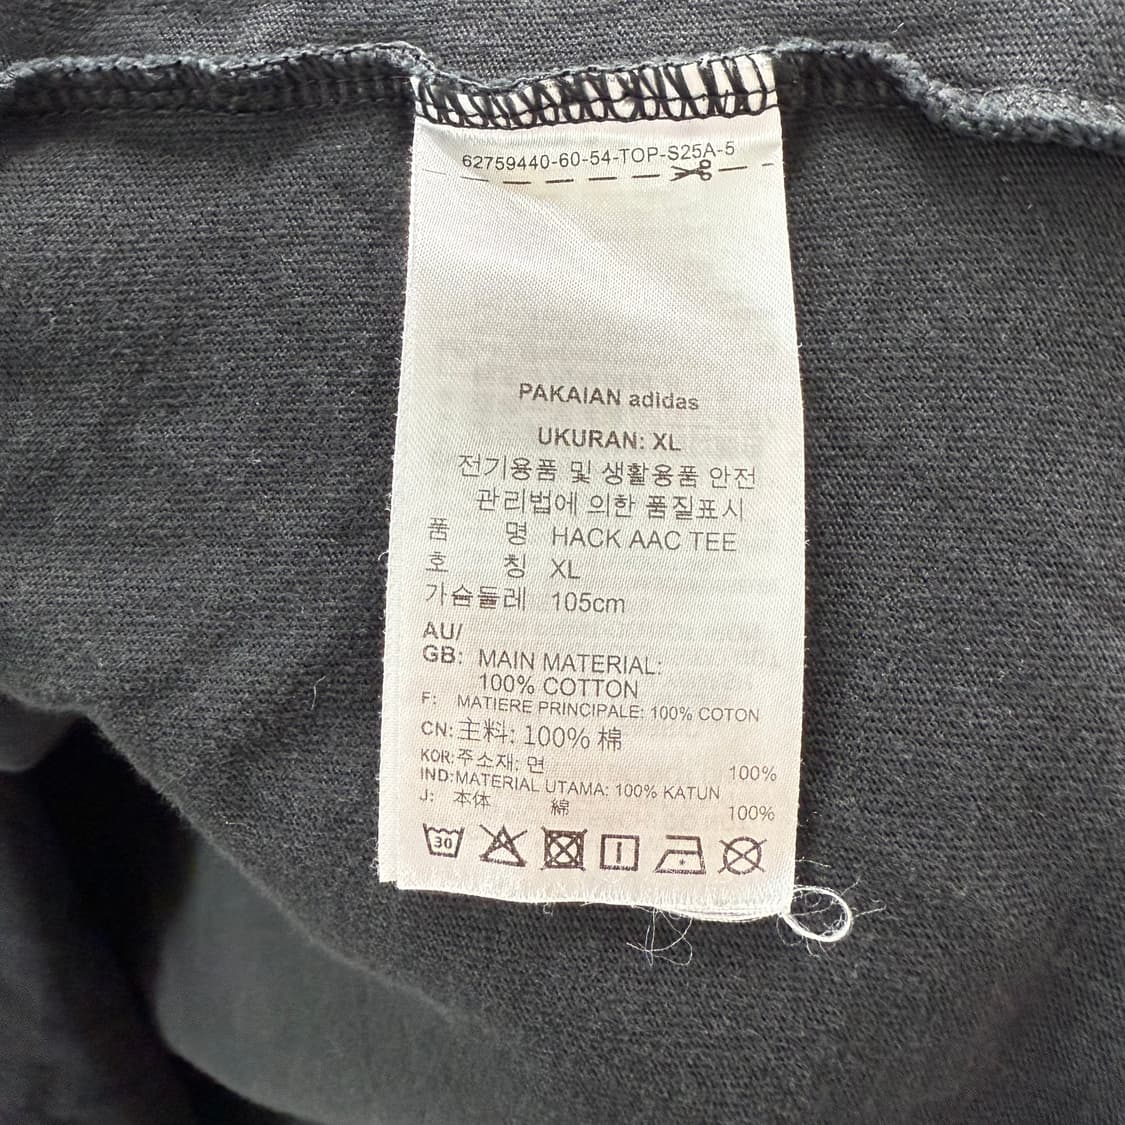 62759440-60-54-TOP-S25A-5
PAKAIAN adidas
UKURAN: XL
전기용품 및 생활용품 안전
관리법에 의한 품질표시
품 명 HACK AAC TEE
호 칭 XL
가슴둘레 105cm
AU/
GB: MAIN MATERIAL:
100% COTTON
F: MATIERE PRINCIPALE: 100% COTON
CN: 主料: 100% 棉
KOR: 주소재: 면 100%
IND: MATERIAL UTAMA: 100% KATUN
J: 本体 綿 100%
30